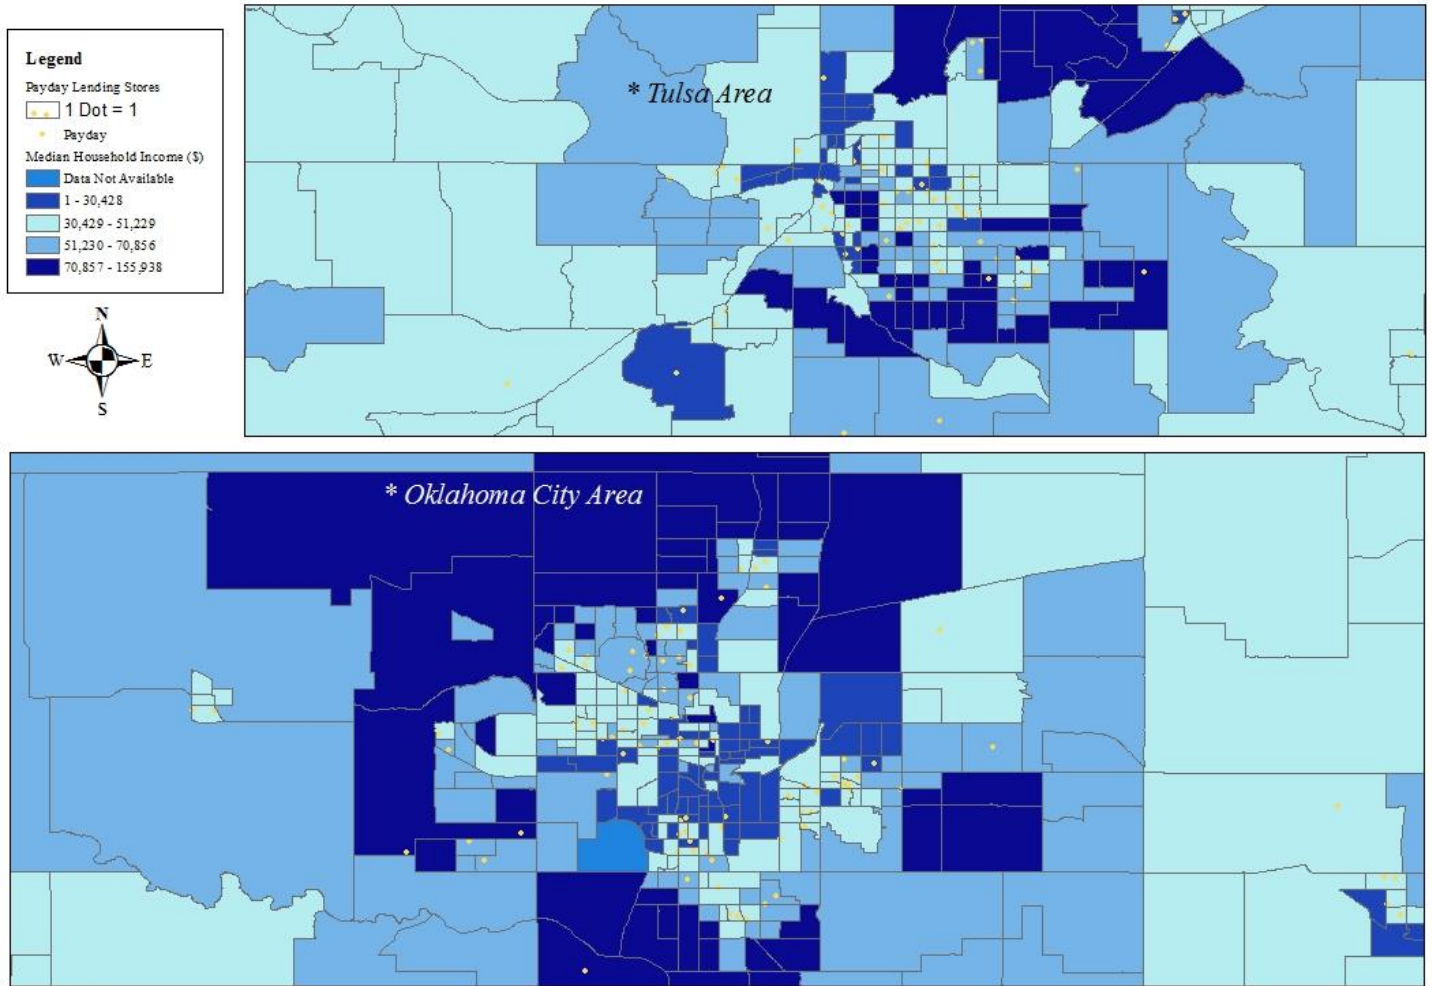 Legend
Payday Lending Stores
1 Dot = 1
Payday
Median Household Income ($)
Data Not Available
1 - 30,428
30,429 - 51,229
51,230 - 70,856
70,857 - 155,938
N
W E
S
* Tulsa Area
* Oklahoma City Area